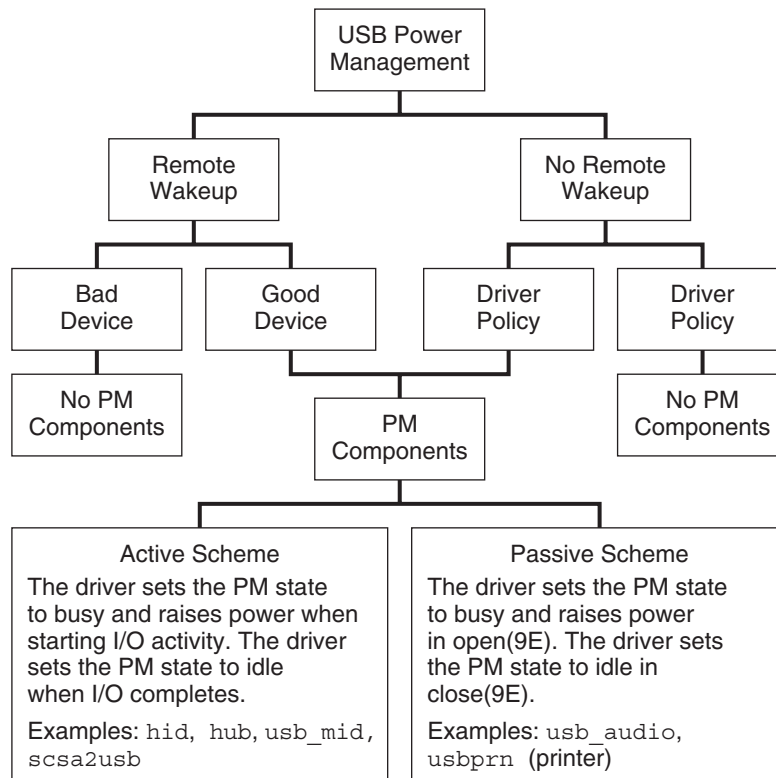 USB Power
Management
Remote
Wakeup
No Remote
Wakeup
Bad
Device
Good
Device
Driver
Policy
Driver
Policy
No PM
Components
PM
Components
No PM
Components
Active Scheme
The driver sets the PM state
to busy and raises power when
starting I/O activity. The driver
sets the PM state to idle
when I/O completes.
Examples: hid, hub, usb_mid,
scsa2usb
Passive Scheme
The driver sets the PM state
to busy and raises power
in open(9E). The driver sets
the PM state to idle in
close(9E).
Examples: usb_audio,
usbprn (printer)